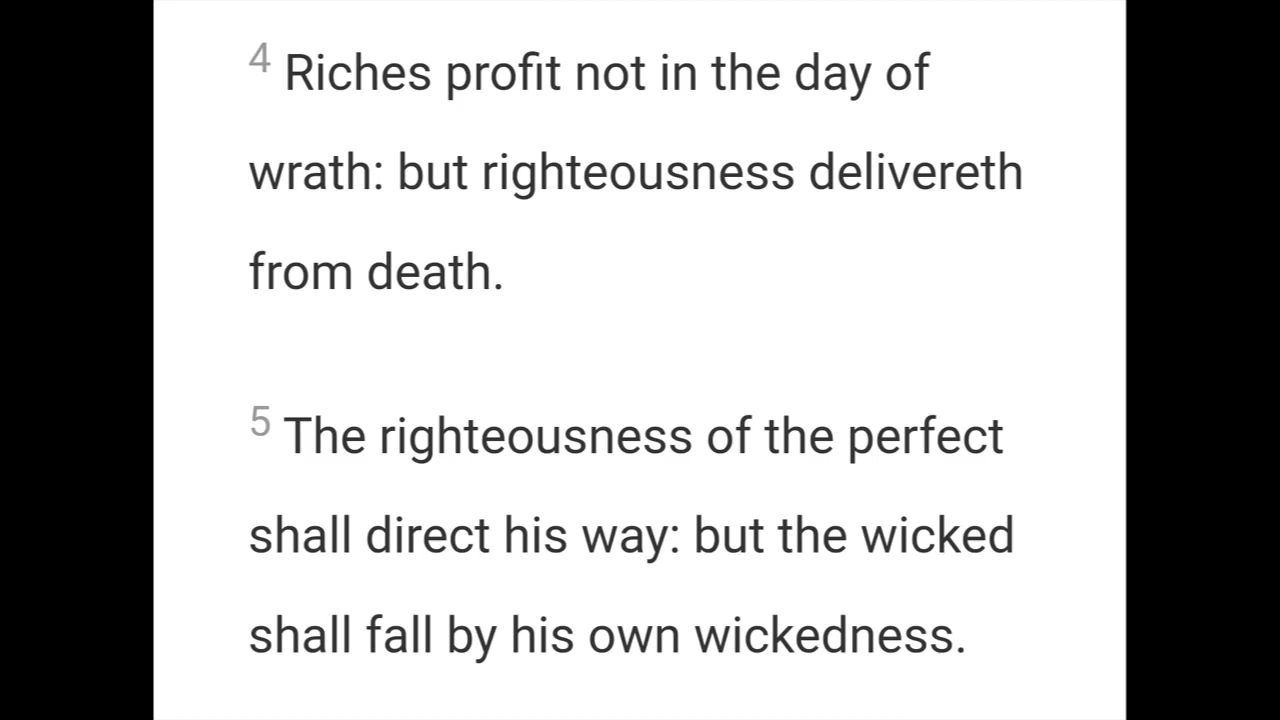 4 Riches profit not in the day of
wrath: but righteousness delivereth
from death.
5 The righteousness of the perfect
shall direct his way: but the wicked
shall fall by his own wickedness.